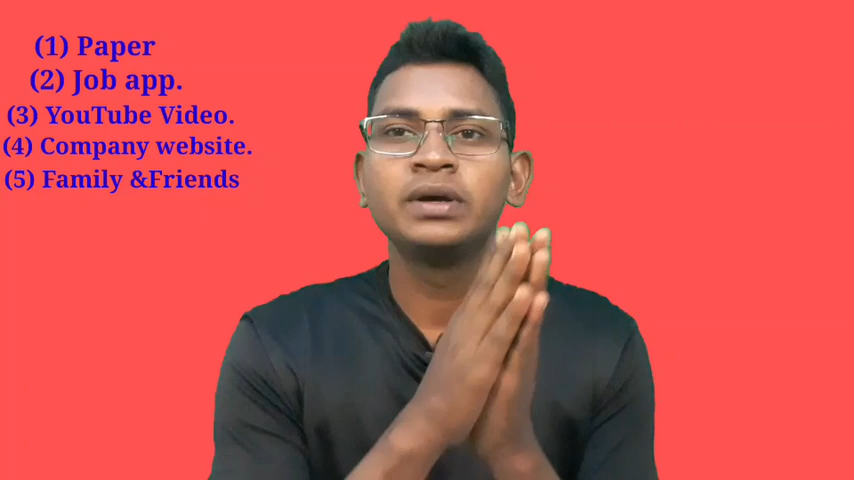 (1) Paper
(2) Job app.
(3) YouTube Video.
(4) Company website.
(5) Family &Friends